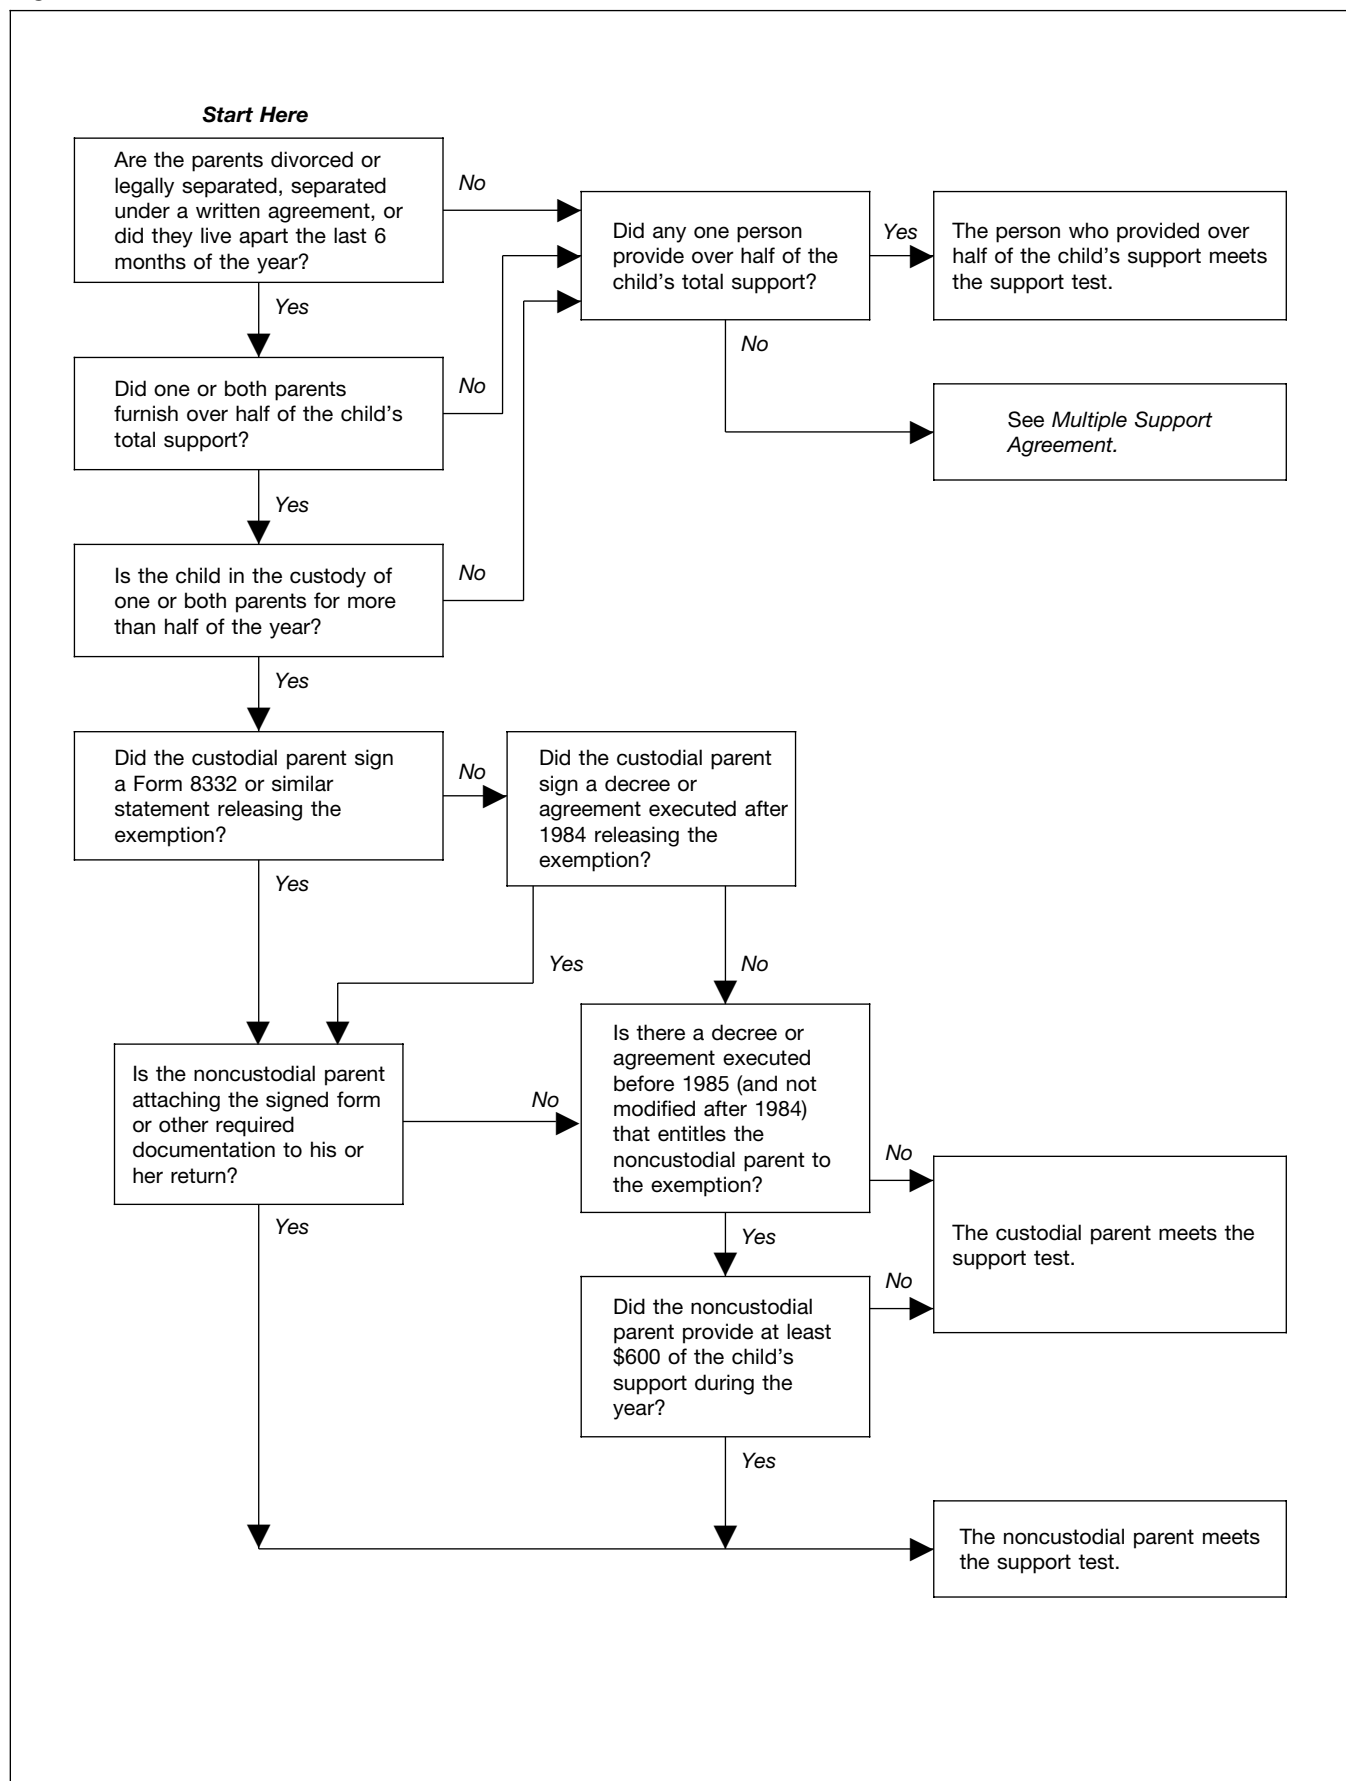 Start Here
Are the parents divorced or
legally separated, separated
under a written agreement, or
did they live apart the last 6
months of the year?
No
Did any one person
provide over half of the
child's total support?
Yes
The person who provided over
half of the child's support meets
the support test.
Yes
No
Did one or both parents
furnish over half of the child's
total support?
No
See Multiple Support
Agreement.
Yes
Is the child in the custody of
one or both parents for more
than half of the year?
No
Yes
Did the custodial parent sign
a Form 8332 or similar
statement releasing the
exemption?
No
Did the custodial parent
sign a decree or
agreement executed after
1984 releasing the
exemption?
Yes
Yes
No
Is the noncustodial parent
attaching the signed form
or other required
documentation to his or
her return?
No
Is there a decree or
agreement executed
before 1985 (and not
modified after 1984)
that entitles the
noncustodial parent to
the exemption?
No
Yes
Yes
The custodial parent meets the
support test.
Did the noncustodial
parent provide at least
$600 of the child's
support during the
year?
No
Yes
The noncustodial parent meets
the support test.